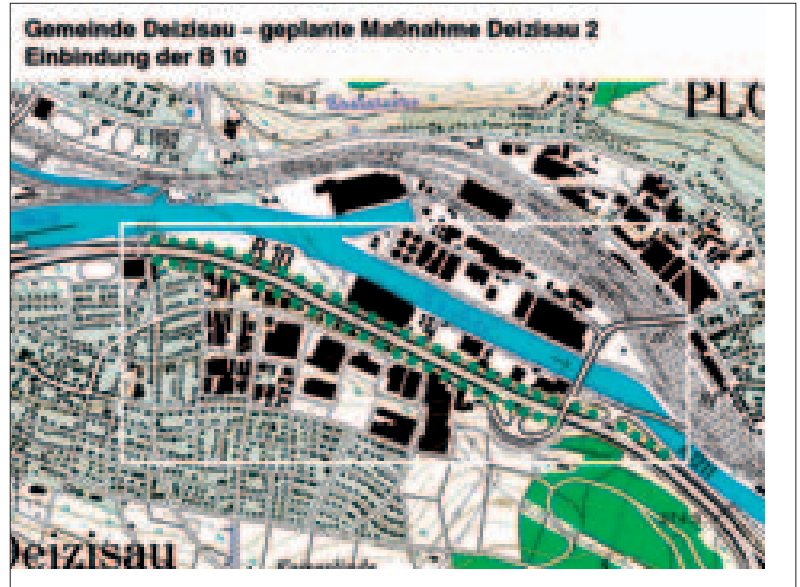 Gemeinde Deizisau – geplante Maßnahme Deizisau 2
Einbindung der B 10
PLO
B 10
Deizisau